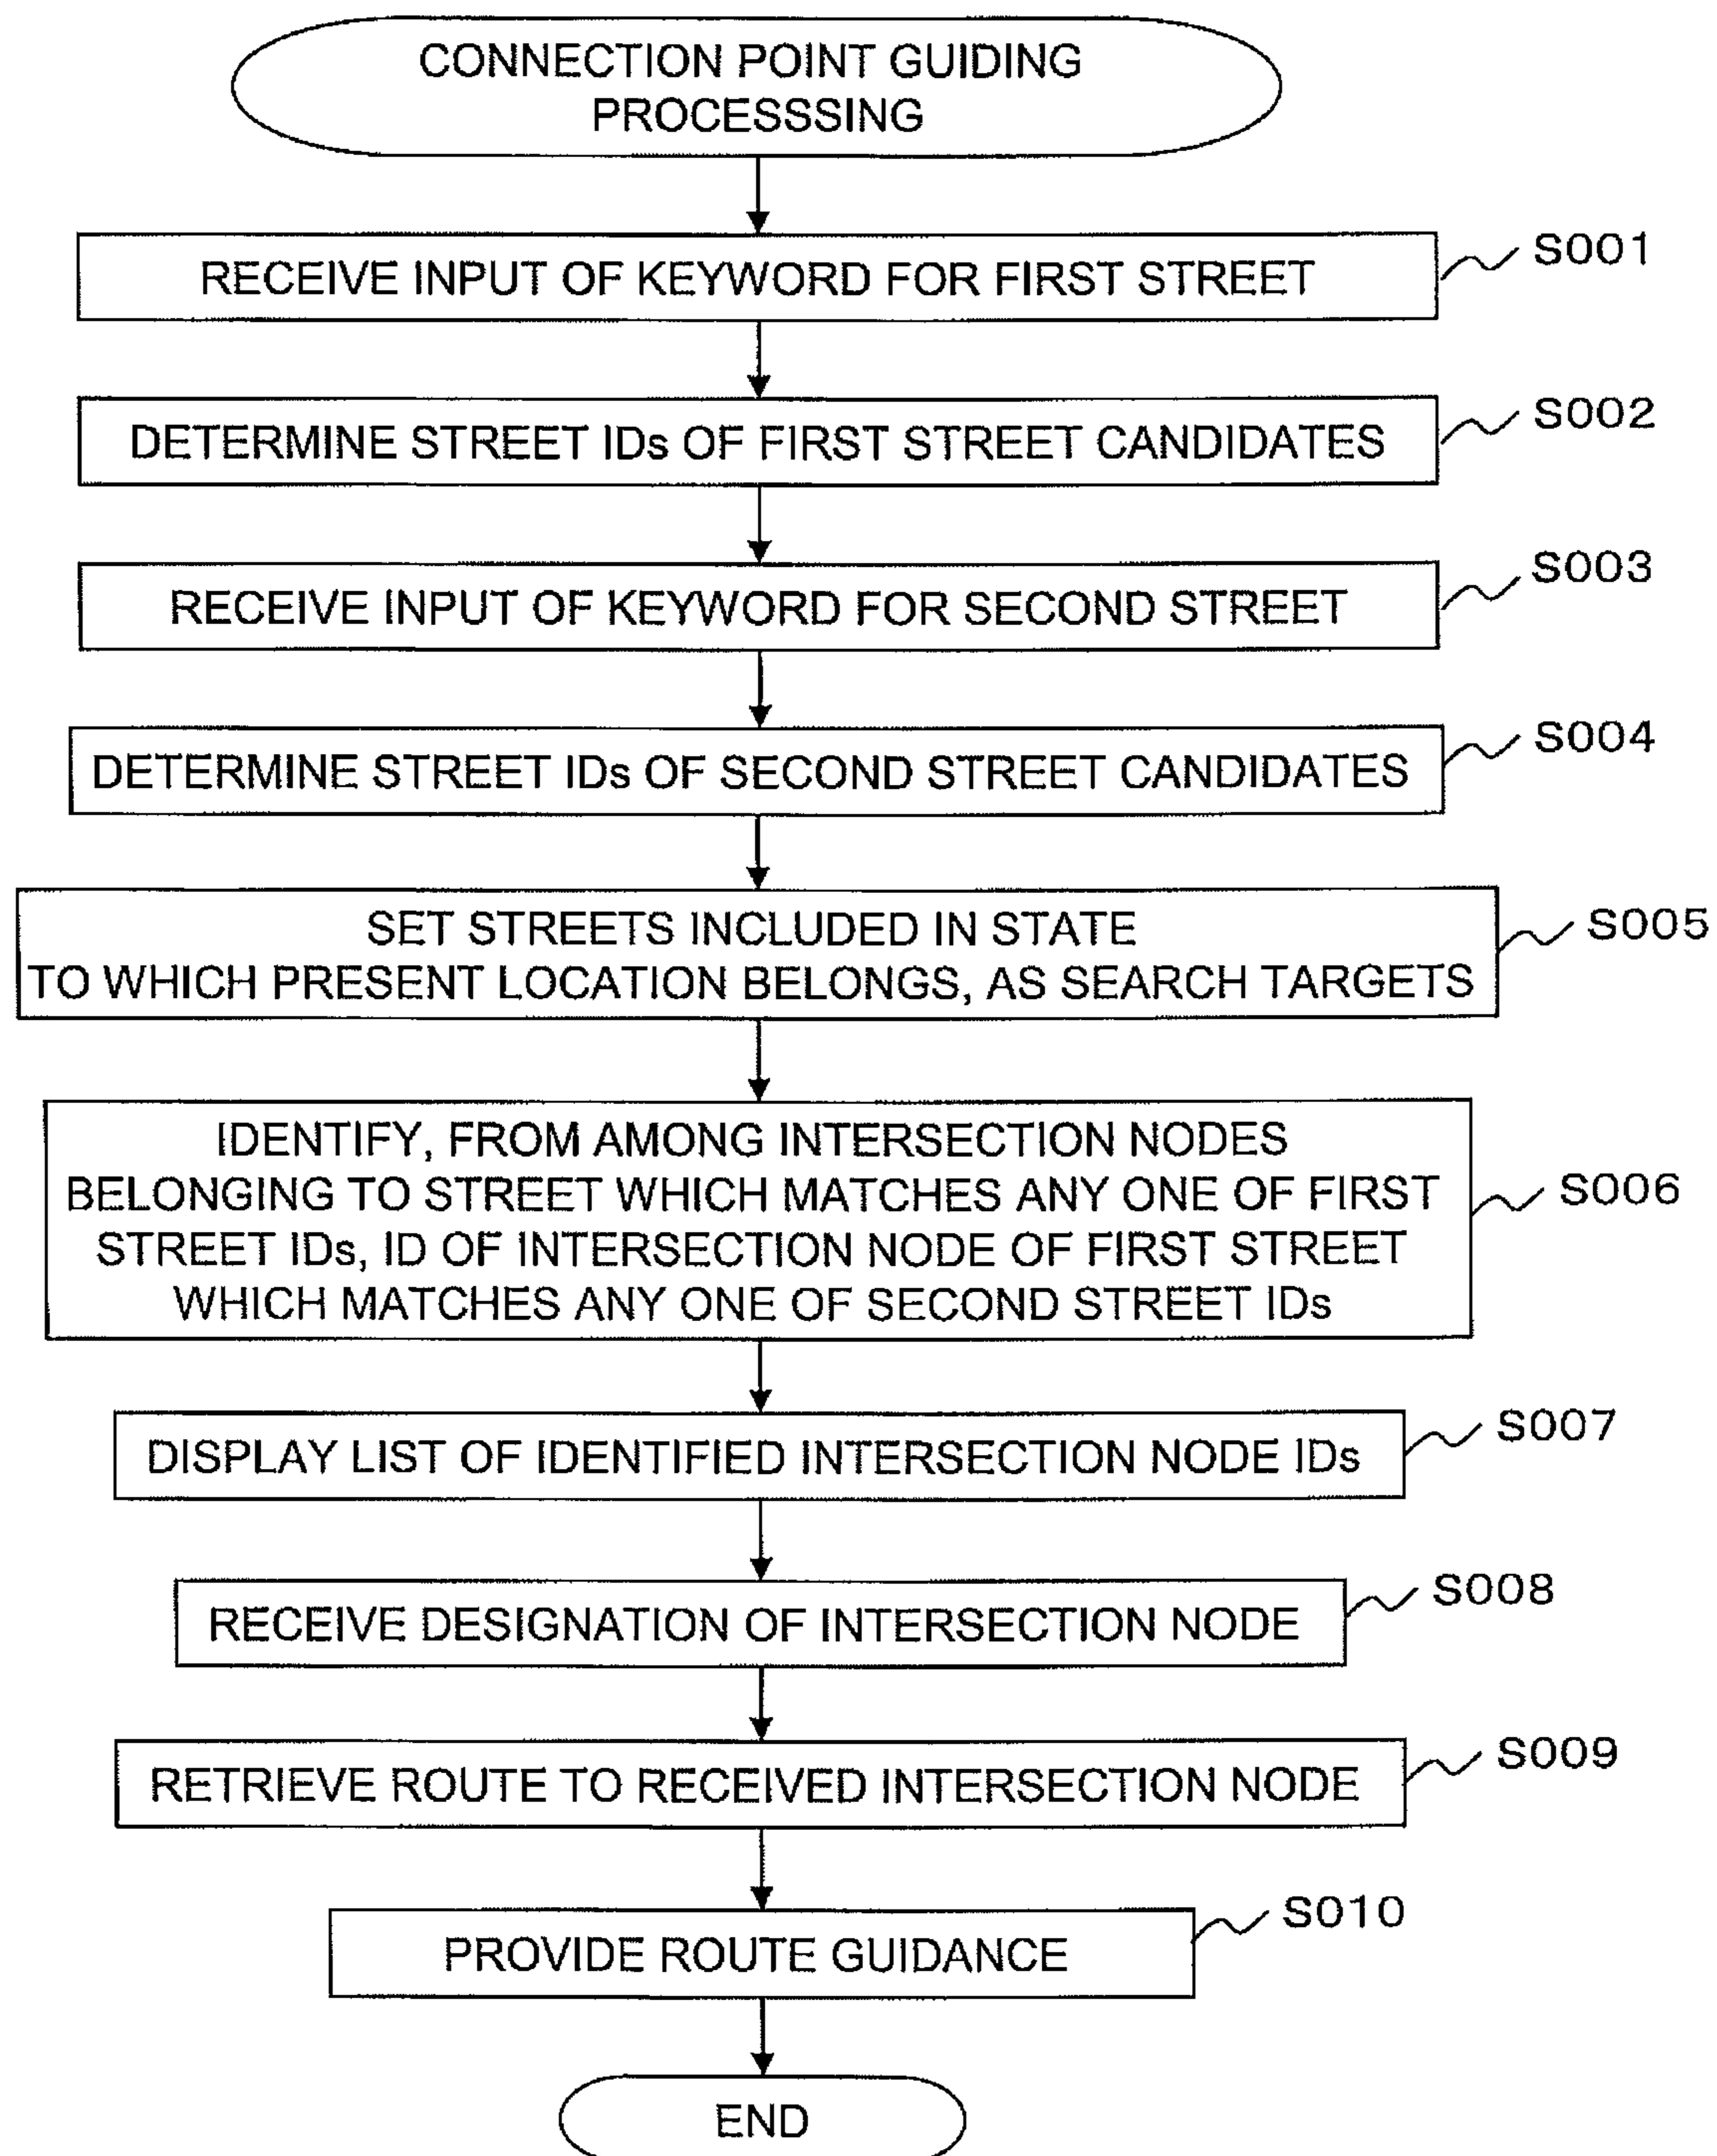 CONNECTION POINT GUIDING
PROCESSSING
RECEIVE INPUT OF KEYWORD FOR FIRST STREET
S001
DETERMINE STREET IDs OF FIRST STREET CANDIDATES
S002
RECEIVE INPUT OF KEYWORD FOR SECOND STREET
S003
DETERMINE STREET IDs OF SECOND STREET CANDIDATES
S004
SET STREETS INCLUDED IN STATE
TO WHICH PRESENT LOCATION BELONGS, AS SEARCH TARGETS
S005
IDENTIFY, FROM AMONG INTERSECTION NODES
BELONGING TO STREET WHICH MATCHES ANY ONE OF FIRST
STREET IDs, ID OF INTERSECTION NODE OF FIRST STREET
WHICH MATCHES ANY ONE OF SECOND STREET IDs
S006
DISPLAY LIST OF IDENTIFIED INTERSECTION NODE IDs
S007
RECEIVE DESIGNATION OF INTERSECTION NODE
S008
RETRIEVE ROUTE TO RECEIVED INTERSECTION NODE
S009
PROVIDE ROUTE GUIDANCE
S010
END